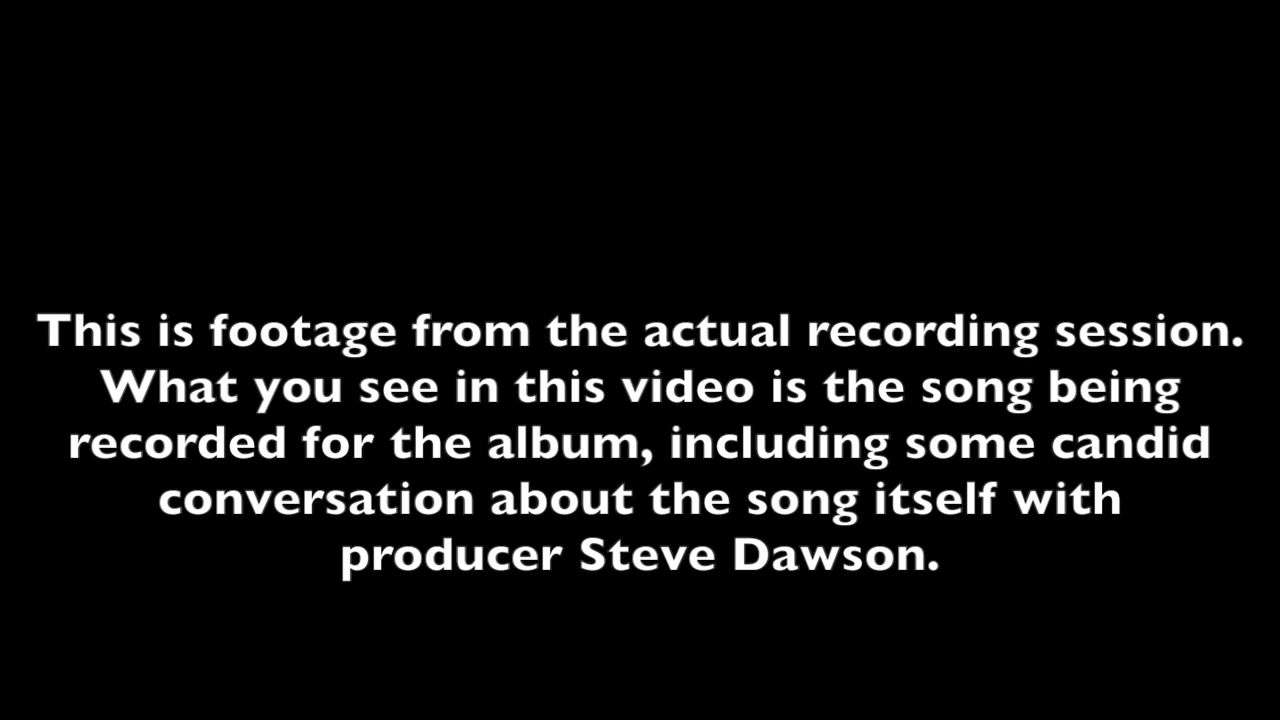 This is footage from the actual recording session.
What you see in this video is the song being
recorded for the album, including some candid
conversation about the song itself with
producer Steve Dawson.